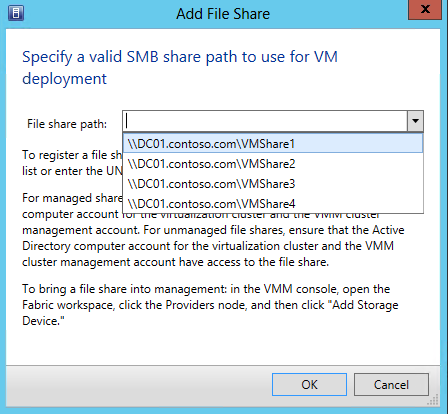 Add File Share
x
Specify a valid SMB share path to use for VM
deployment
File share path:
\\DC01.contoso.com\VMShare1
\\DC01.contoso.com\VMShare2
\\DC01.contoso.com\VMShare3
\\DC01.contoso.com\VMShare4
To register a file sh
list or enter the UN
For managed share
computer account for the virtualization cluster and the VMM cluster
management account. For unmanaged file shares, ensure that the Active
Directory computer account for the virtualization cluster and the VMM
cluster management account have access to the file share.
To bring a file share into management: in the VMM console, open the
Fabric workspace, click the Providers node, and then click "Add Storage
Device."
OK
Cancel